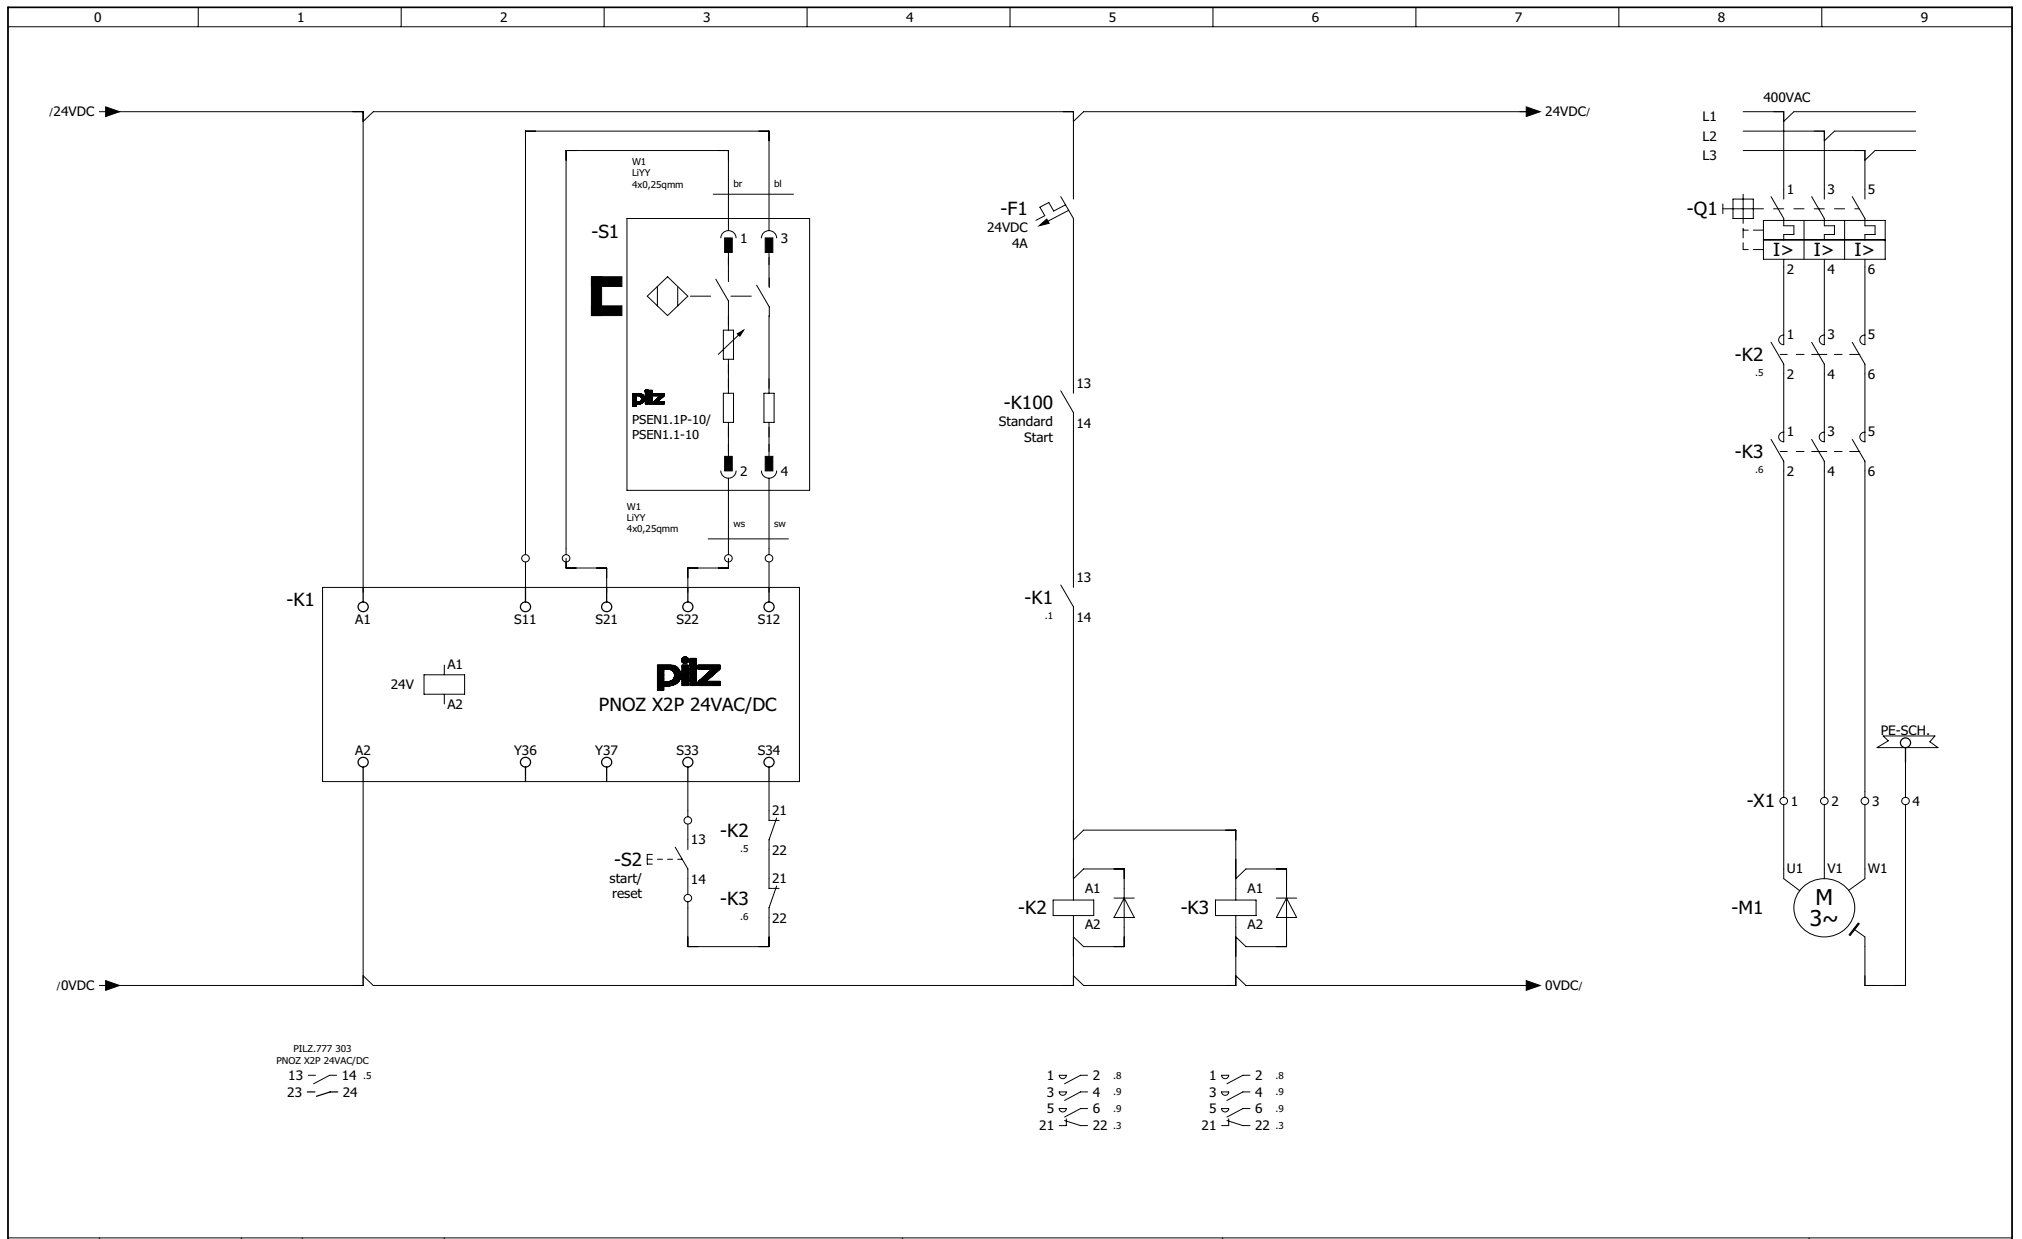 0 1 2 3 4 5 6 7 8 9
/24VDC
24VDC/
400VAC
L1
L2
L3
W1
LiYY
4x0,25qmm
br bl
-S1
1 3
pilz
PSEN1.1P-10/
PSEN1.1-10
2 4
W1
LiYY
4x0,25qmm
ws sw
-F1
24VDC
4A
-K100
Standard
Start
13
14
-K1
.1
13
14
-Q1
1 3 5
I> I> I>
2 4 6
-K2
.5
1 3 5
2 4 6
-K3
.6
1 3 5
2 4 6
-K1
A1 S11 S21 S22 S12
24V
A1
A2
pilz
PNOZ X2P 24VAC/DC
A2 Y36 Y37 S33 S34
-S2
start/
reset
E
13
14
-K2
.5
21
22
-K3
.6
21
22
-K2
A1
A2
-K3
A1
A2
PE-SCH.
-X1 1 2 3 4
U1 V1 W1
-M1
M
3~
/0VDC
0VDC/
PILZ.777 303
PNOZ X2P 24VAC/DC
13 14 .5
23 24
1 2 .8
3 4 .9
5 6 .9
21 22 .3
1 2 .8
3 4 .9
5 6 .9
21 22 .3